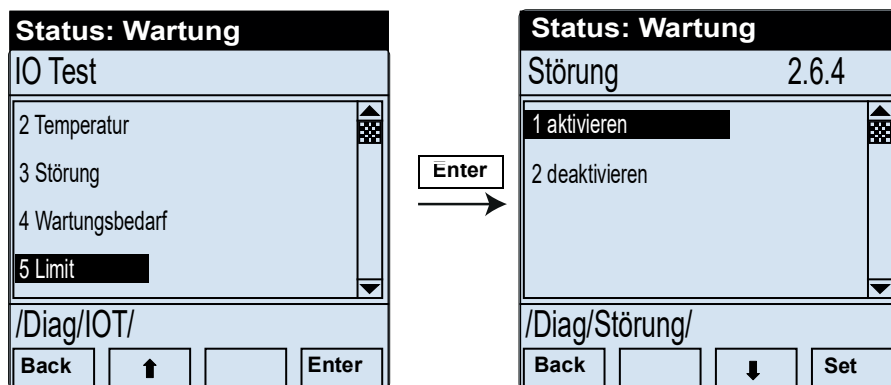 Status: Wartung
IO Test
2 Temperatur
3 Störung
4 Wartungsbedarf
5 Limit
/Diag/IOT/
Back
Enter
Enter
Status: Wartung
Störung 2.6.4
1 aktivieren
2 deaktivieren
/Diag/Störung/
Back
Set